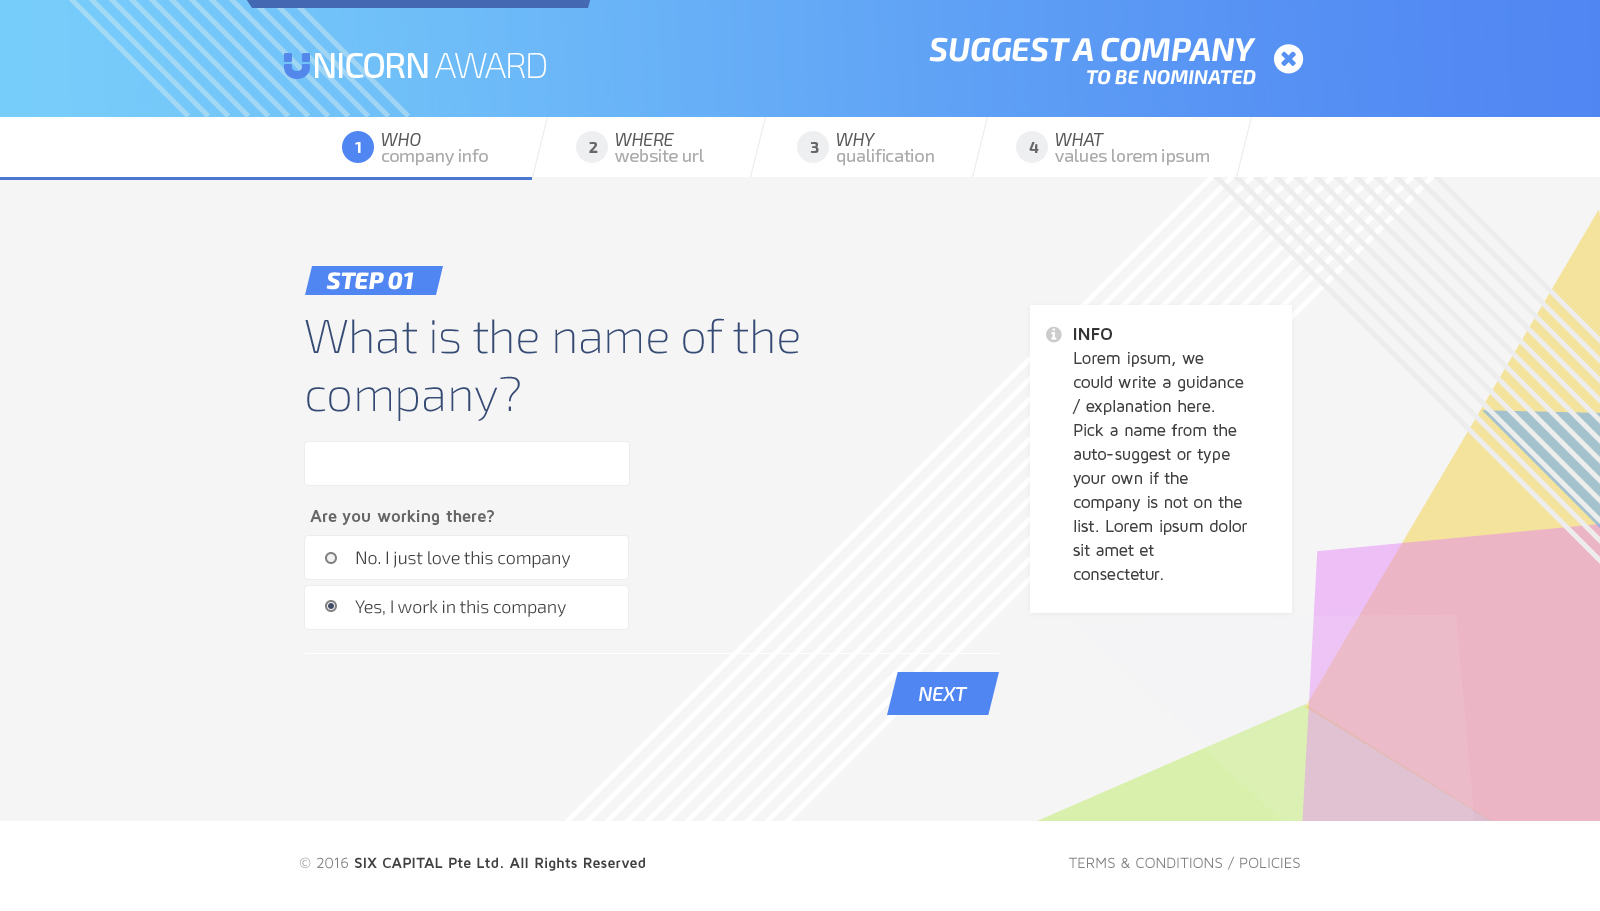 UNICORN AWARD
SUGGEST A COMPANY
TO BE NOMINATED
1 WHO
company info
2 WHERE
website url
3 WHY
qualification
4 WHAT
values lorem ipsum
STEP 01
What is the name of the
company?
Are you working there?
No. I just love this company
Yes, I work in this company
NEXT
INFO
Lorem ipsum, we
could write a guidance
/ explanation here.
Pick a name from the
auto-suggest or type
your own if the
company is not on the
list. Lorem ipsum dolor
sit amet et
consectetur.
© 2016 SIX CAPITAL Pte Ltd. All Rights Reserved
TERMS & CONDITIONS / POLICIES